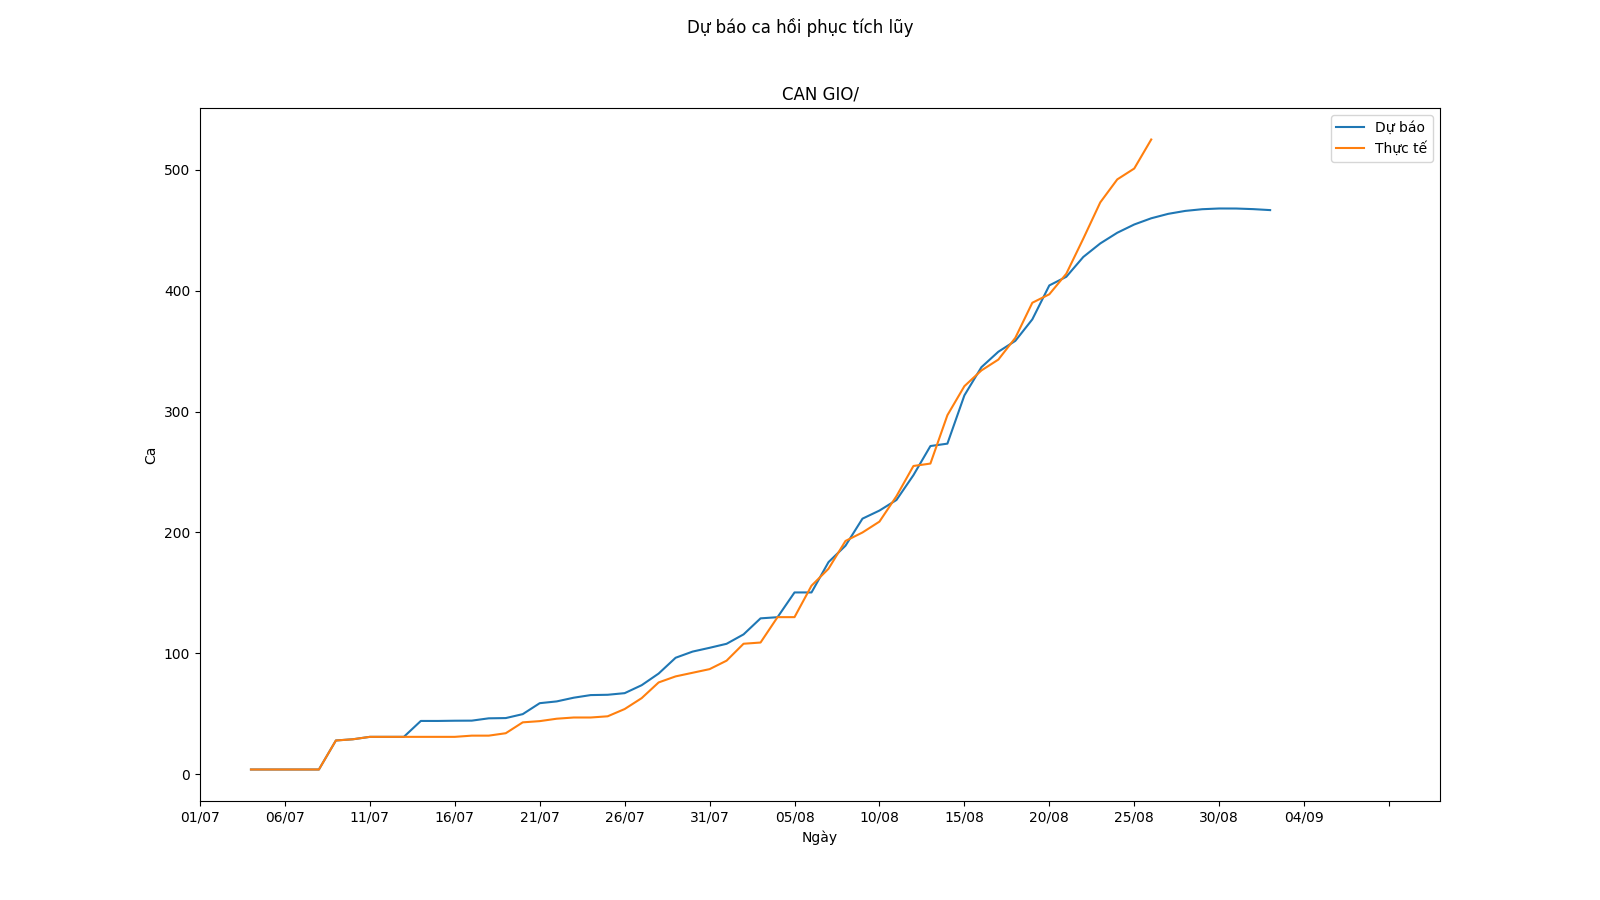 Dự báo ca hồi phục tích lũy
CAN GIO/
Dự báo
Thực tế
500
400
300
200
100
0
Ca
01/07 06/07 11/07 16/07 21/07 26/07 31/07 05/08 10/08 15/08 20/08 25/08 30/08 04/09
Ngày